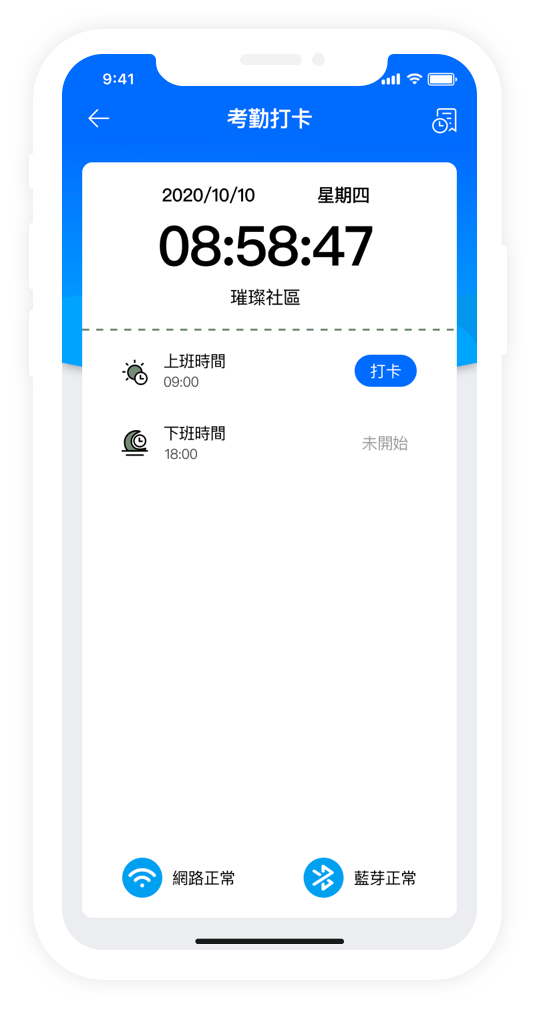 9:41
考勤打卡
2020/10/10 星期四
08:58:47
璀璨社區
上班時間
09:00
打卡
下班時間
18:00
未開始
網路正常
藍芽正常